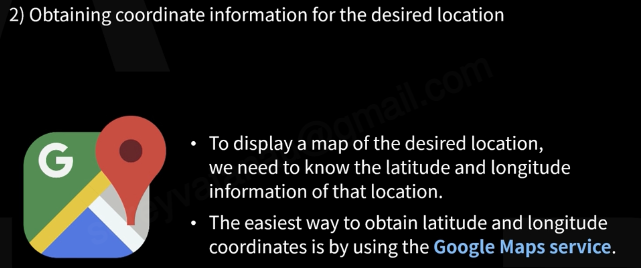 2) Obtaining coordinate information for the desired location
@gmail.com
G
• To display a map of the desired location,
we need to know the latitude and longitude
information of that location.
• The easiest way to obtain latitude and longitude
coordinates is by using the Google Maps service.